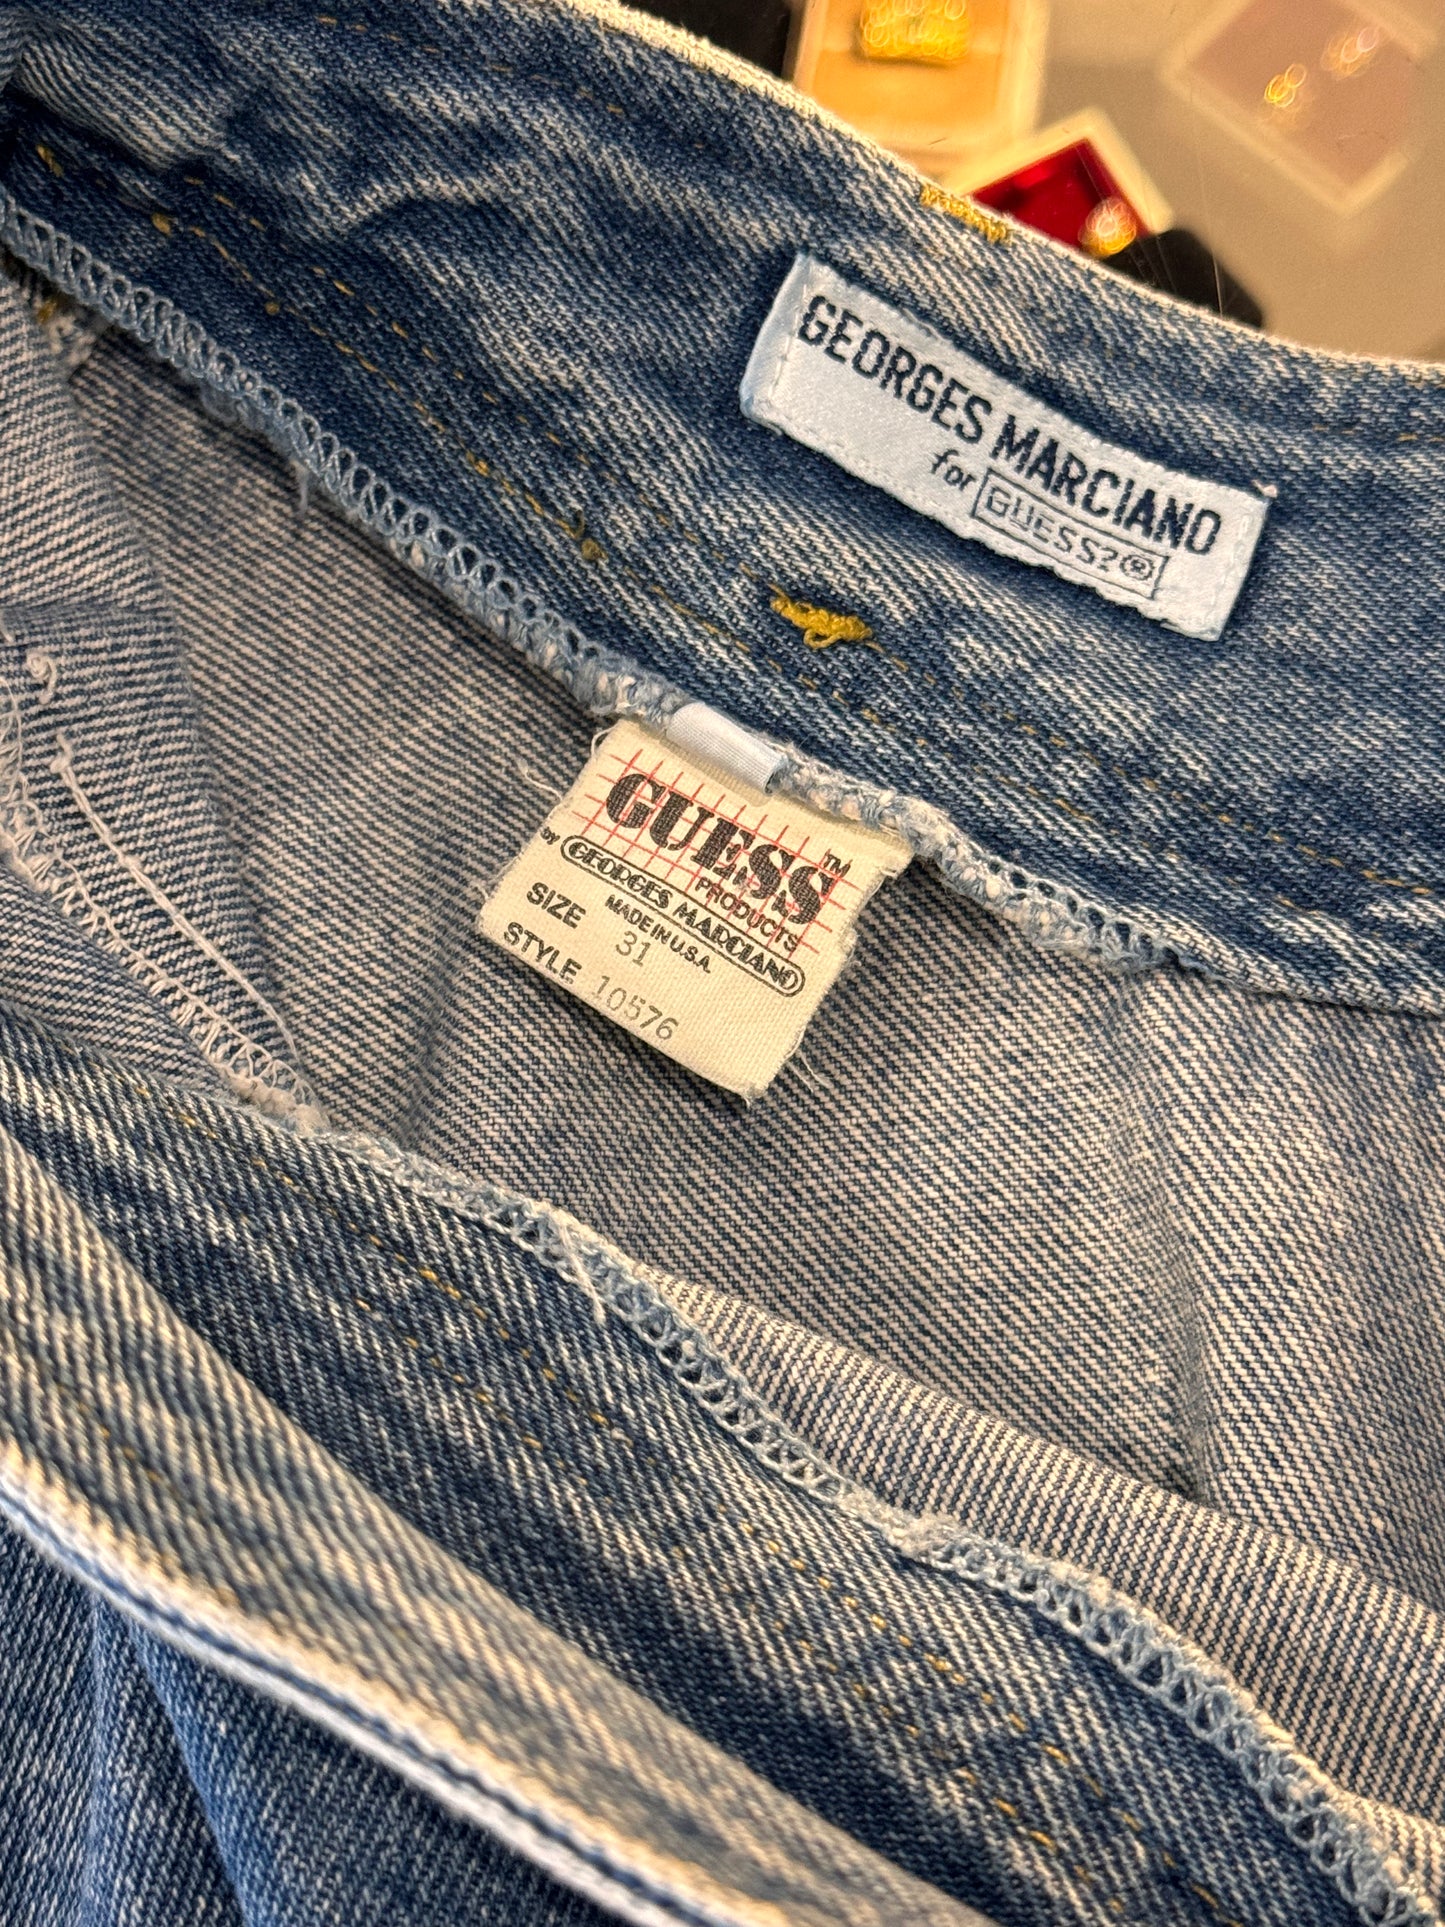 GEORGES MARCIANO
for GUESS?®
GUESS™
PRODUCTS
BY GEORGES MARCIANO
MADE IN U.S.A.
SIZE 31
STYLE 10576